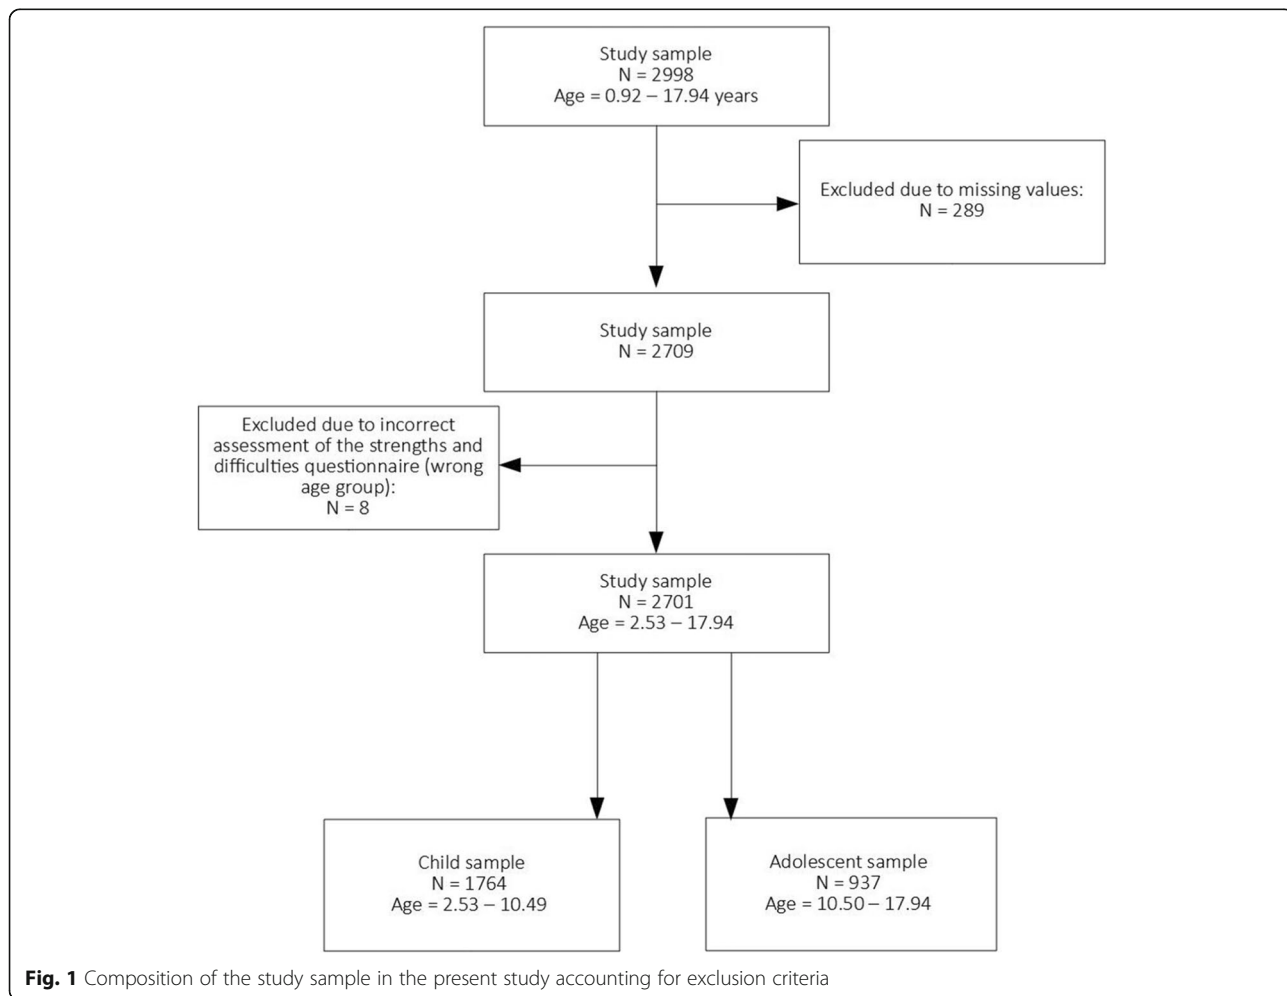 Study sample
N = 2998
Age = 0.92 – 17.94 years
Excluded due to missing values:
N = 289
Study sample
N = 2709
Excluded due to incorrect
assessment of the strengths and
difficulties questionnaire (wrong
age group):
N = 8
Study sample
N = 2701
Age = 2.53 – 17.94
Child sample
N = 1764
Age = 2.53 – 10.49
Adolescent sample
N = 937
Age = 10.50 – 17.94
Fig. 1 Composition of the study sample in the present study accounting for exclusion criteria